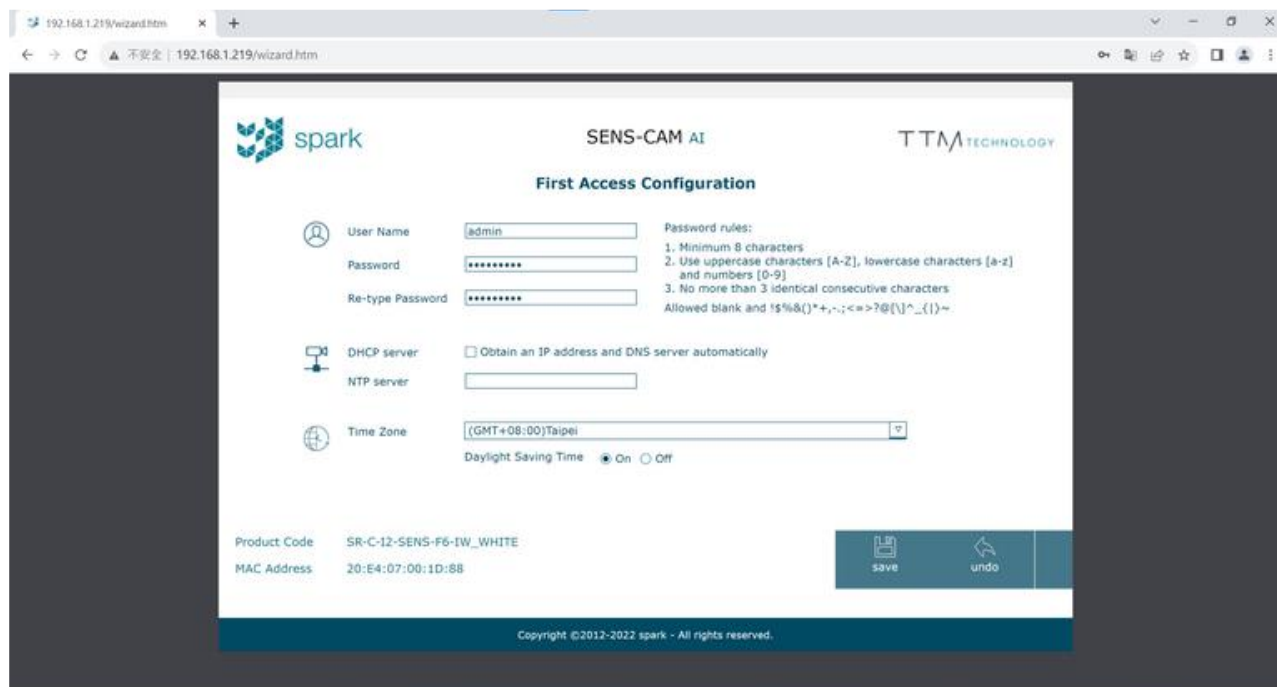 192.168.1.219/wizard.htm
不安全 | 192.168.1.219/wizard.htm
spark
SENS-CAM AI
TTM TECHNOLOGY
First Access Configuration
User Name
admin
Password
•••••••••
Re-type Password
•••••••••
Password rules:
1. Minimum 8 characters
2. Use uppercase characters [A-Z], lowercase characters [a-z]
and numbers [0-9]
3. No more than 3 identical consecutive characters
Allowed blank and !$%&()*+,-.;<=>?@[\]^_{|}~
DHCP server
Obtain an IP address and DNS server automatically
NTP server
Time Zone
(GMT+08:00)Taipei
Daylight Saving Time On Off
Product Code SR-C-I2-SENS-F6-IW_WHITE
MAC Address 20:E4:07:00:1D:88
save undo
Copyright ©2012-2022 spark - All rights reserved.